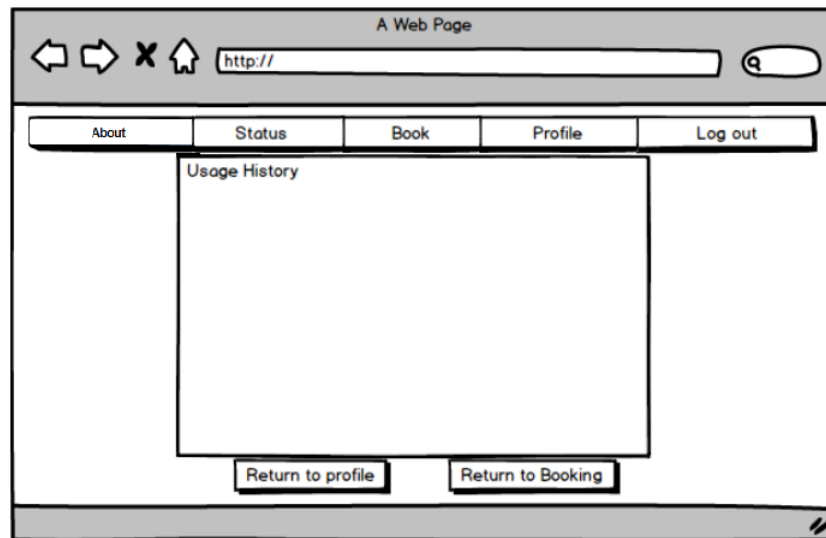 A Web Page
http://
About Status Book Profile Log out
Usage History
Return to profile Return to Booking